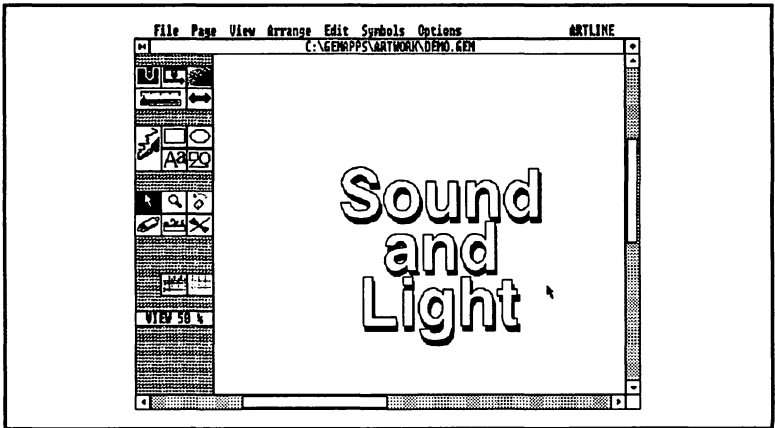 File Page View Arrange Edit Symbols Options ARTLINE
C:\GEMAPPS\ARTWORK\DEMO.GEM
Aa
Sound
and
Light
VIEW 50 %